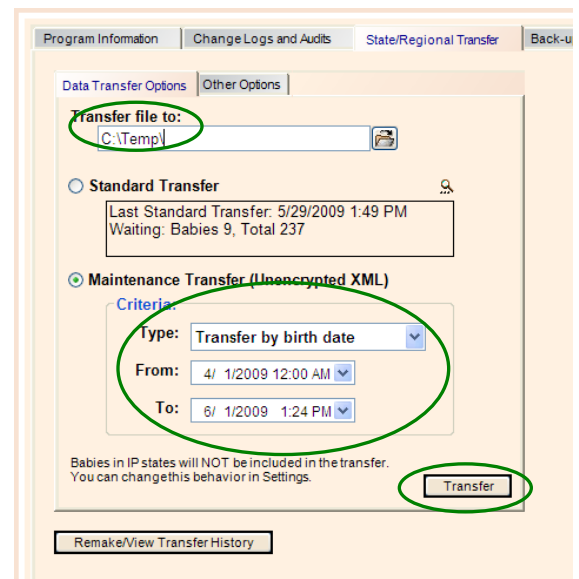 Program Information Change Logs and Audits State/Regional Transfer Back-u
Data Transfer Options Other Options
Transfer file to:
C:\Temp\
Standard Transfer
Last Standard Transfer: 5/29/2009 1:49 PM
Waiting: Babies 9, Total 237
Maintenance Transfer (Unencrypted XML)
Criteria:
Type: Transfer by birth date
From: 4/ 1/2009 12:00 AM
To: 6/ 1/2009 1:24 PM
Babies in IP states will NOT be included in the transfer.
You can change this behavior in Settings.
Transfer
Remake/View Transfer History